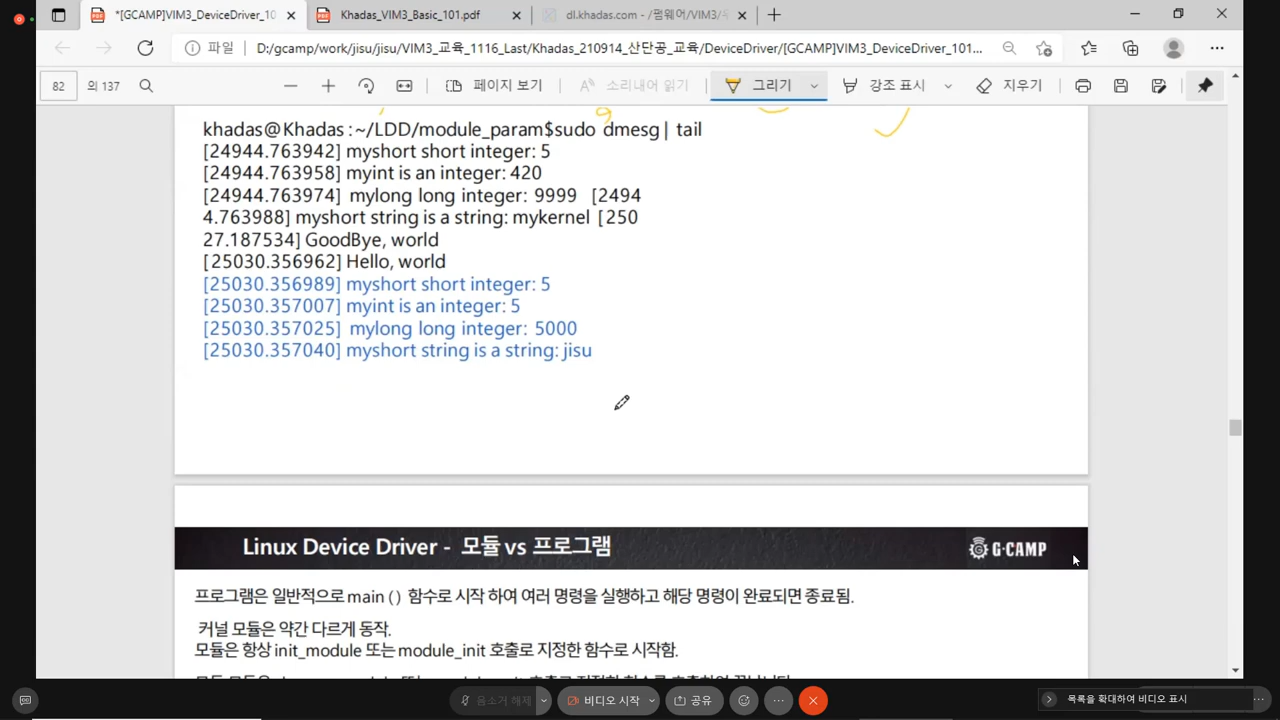 *[GCAMP]VIM3_DeviceDriver_10
Khadas_VIM3_Basic_101.pdf
dl.khadas.com - /펌웨어/VIM3/
파일
D:/gcamp/work/jisu/jisu/VIM3_교육_1116_Last/Khadas_210914_산단공_교육/DeviceDriver/[GCAMP]VIM3_DeviceDriver_101...
82 의 137
페이지 보기
소리내어 읽기
그리기
강조 표시
지우기
khadas@Khadas:~/LDD/module_param$sudo dmesg| tail
[24944.763942] myshort short integer: 5
[24944.763958] myint is an integer: 420
[24944.763974] mylong long integer: 9999 [2494
4.763988] myshort string is a string: mykernel [250
27.187534] GoodBye, world
[25030.356962] Hello, world
[25030.356989] myshort short integer: 5
[25030.357007] myint is an integer: 5
[25030.357025] mylong long integer: 5000
[25030.357040] myshort string is a string: jisu
Linux Device Driver - 모듈 vs 프로그램
G·CAMP
프로그램은 일반적으로 main () 함수로 시작 하여 여러 명령을 실행하고 해당 명령이 완료되면 종료됨.
커널 모듈은 약간 다르게 동작.
모듈은 항상 init_module 또는 module_init 호출로 지정한 함수로 시작함.
음소거 해제
비디오 시작
공유
목록을 확대하여 비디오 표시